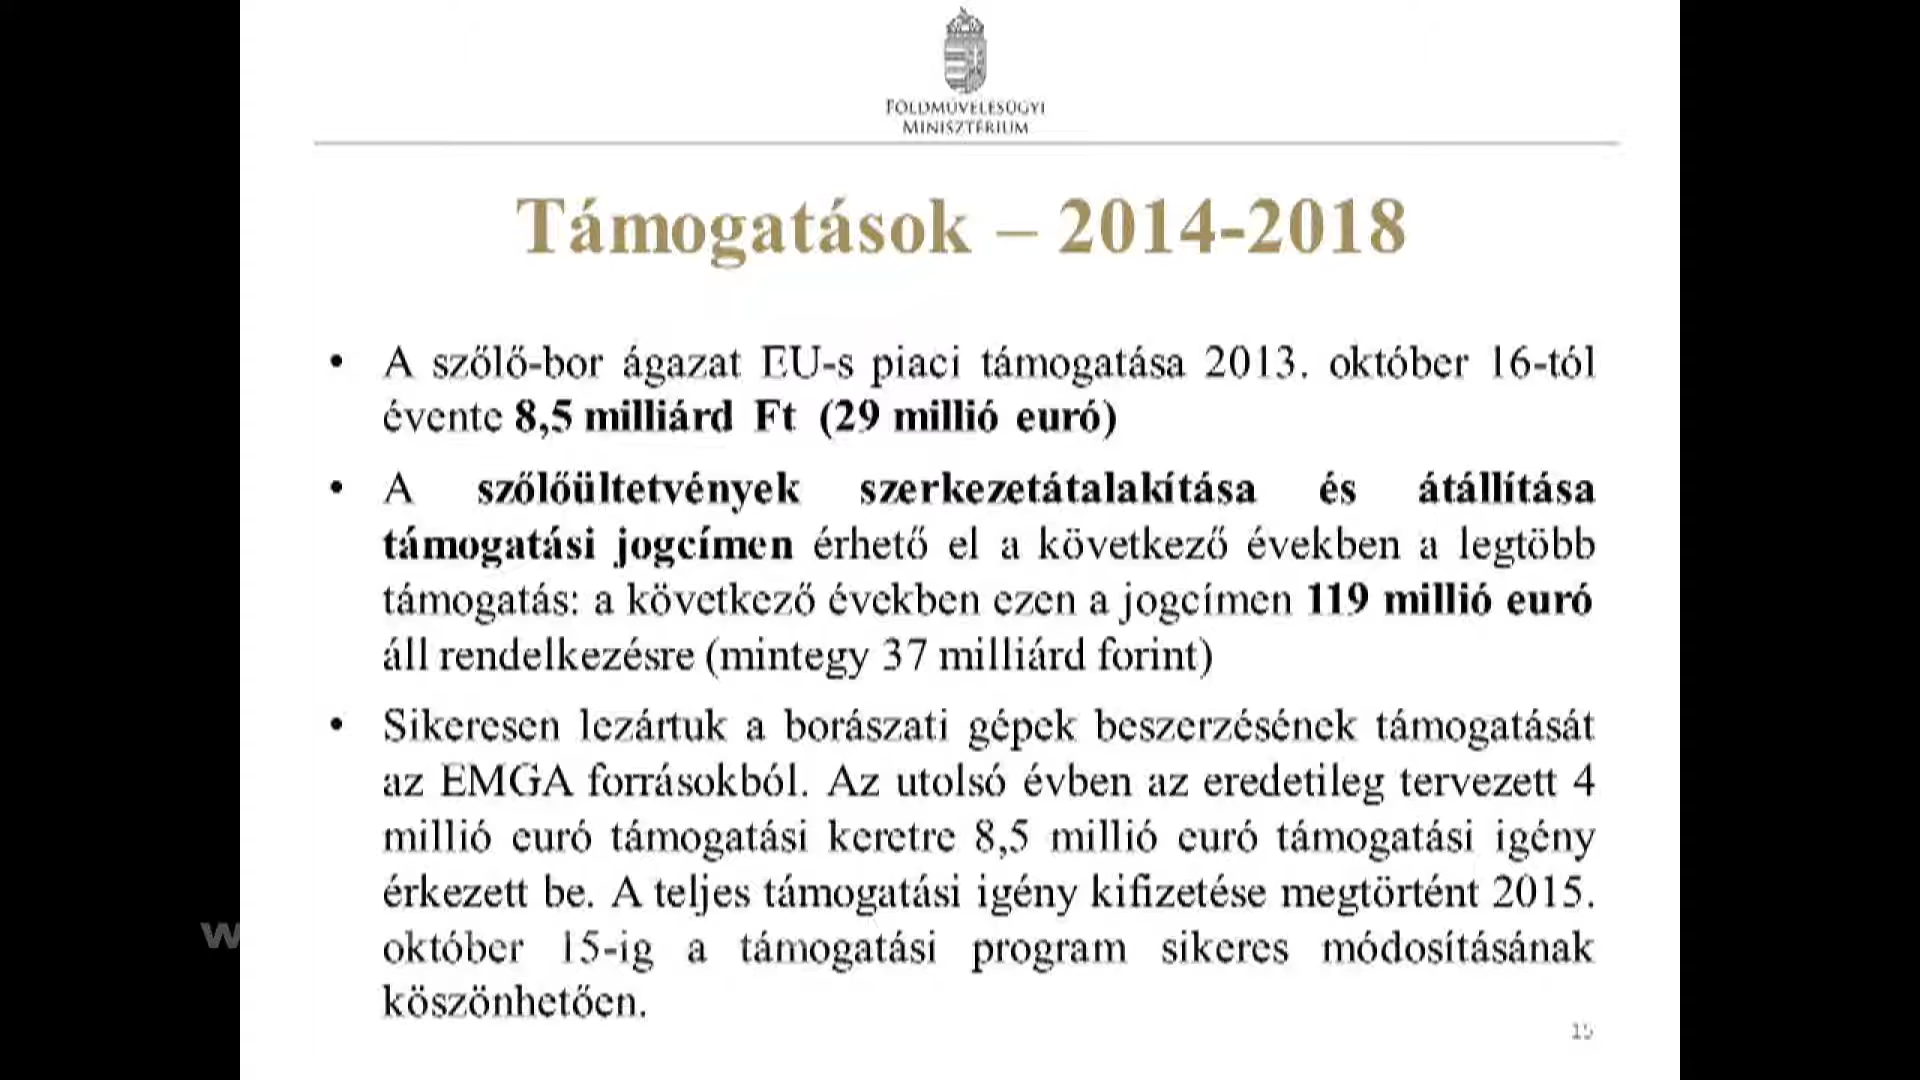 FÖLDMŰVELÉSÜGYI
MINISZTÉRIUM
Támogatások – 2014-2018
• A szőlő-bor ágazat EU-s piaci támogatása 2013. október 16-tól
évente 8,5 milliárd Ft (29 millió euró)
• A szőlőültetvények szerkezetátalakítása és átállítása
támogatási jogcímen érhető el a következő években a legtöbb
támogatás: a következő években ezen a jogcímen 119 millió euró
áll rendelkezésre (mintegy 37 milliárd forint)
• Sikeresen lezártuk a borászati gépek beszerzésének támogatását
az EMGA forrásokból. Az utolsó évben az eredetileg tervezett 4
millió euró támogatási keretre 8,5 millió euró támogatási igény
érkezett be. A teljes támogatási igény kifizetése megtörtént 2015.
október 15-ig a támogatási program sikeres módosításának
köszönhetően.
15